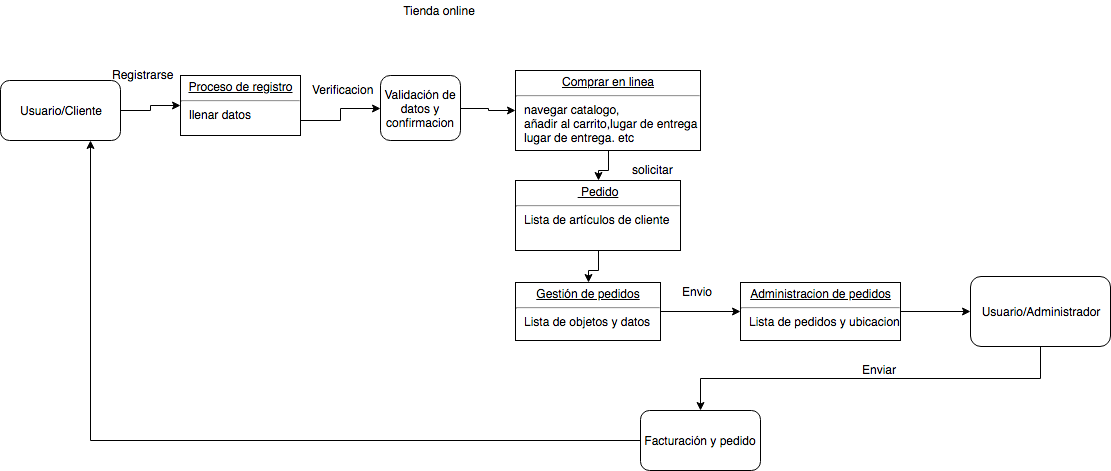 Tienda online
Registrarse
Usuario/Cliente
Proceso de registro
llenar datos
Verificacion
Validación de
datos y
confirmacion
Comprar en linea
navegar catalogo,
añadir al carrito,lugar de entrega
lugar de entrega. etc
solicitar
Pedido
Lista de artículos de cliente
Gestión de pedidos
Lista de objetos y datos
Envio
Administracion de pedidos
Lista de pedidos y ubicacion
Usuario/Administrador
Enviar
Facturación y pedido